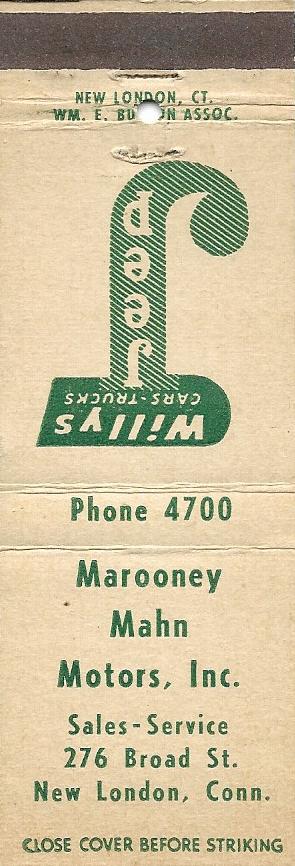 NEW LONDON, CT.
WM. E. ASSOC.
Jeep
Willys
CARS-TRUCKS
Phone 4700
Marooney
Mahn
Motors, Inc.
Sales-Service
276 Broad St.
New London, Conn.
CLOSE COVER BEFORE STRIKING